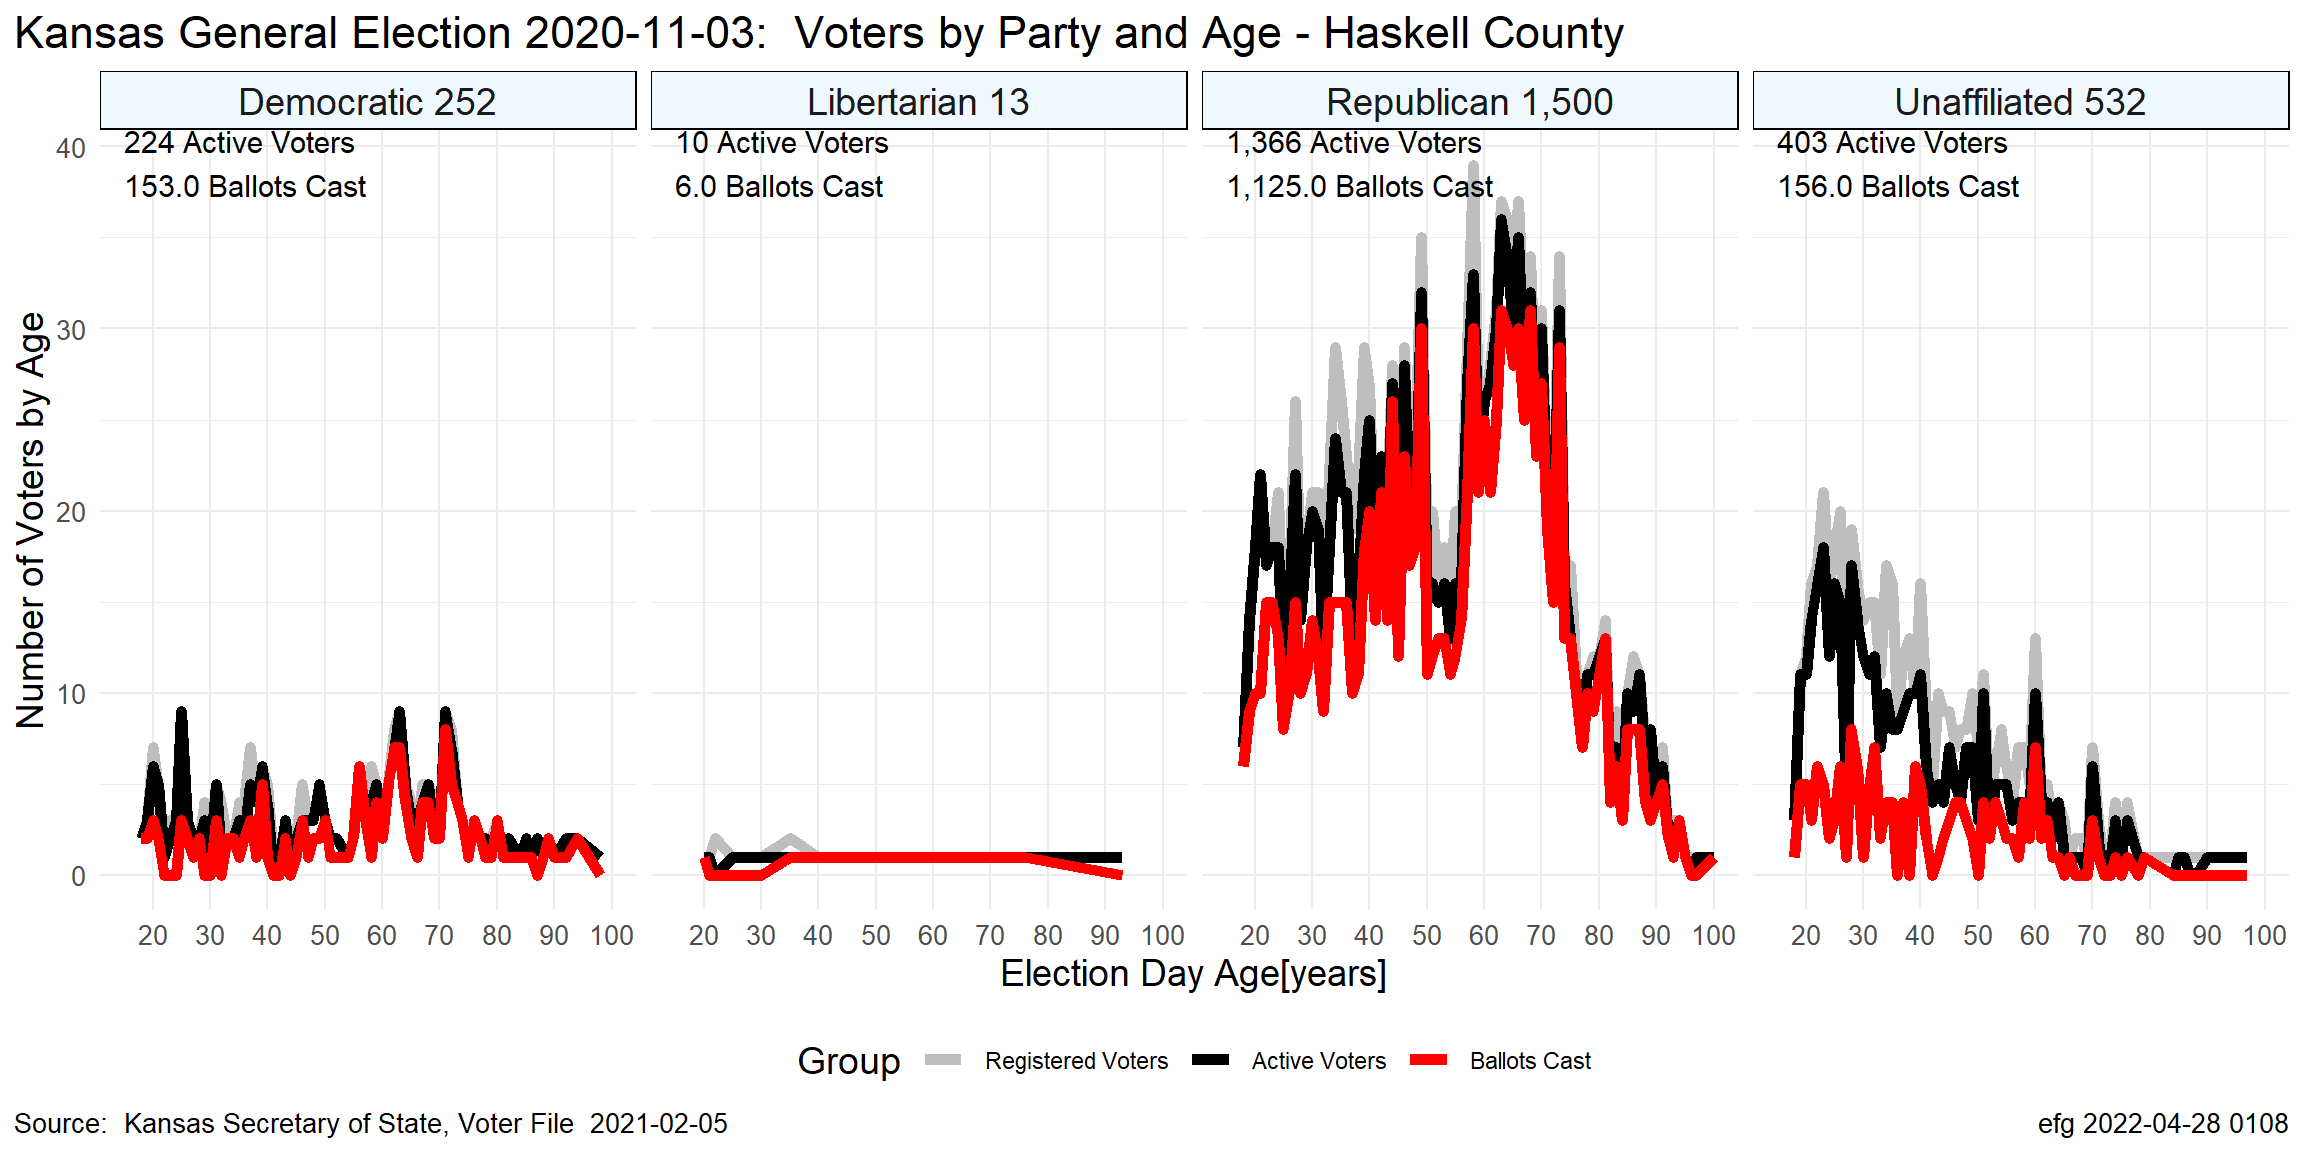 Kansas General Election 2020-11-03:  Voters by Party and Age - Haskell County
Democratic 252
Libertarian 13
Republican 1,500
Unaffiliated 532
224 Active Voters
153.0 Ballots Cast
10 Active Voters
6.0 Ballots Cast
1,366 Active Voters
1,125.0 Ballots Cast
403 Active Voters
156.0 Ballots Cast
Number of Voters by Age
40
30
20
10
0
20 30 40 50 60 70 80 90 100
20 30 40 50 60 70 80 90 100
20 30 40 50 60 70 80 90 100
20 30 40 50 60 70 80 90 100
Election Day Age[years]
Group Registered Voters Active Voters Ballots Cast
Source:  Kansas Secretary of State, Voter File  2021-02-05
efg 2022-04-28 0108